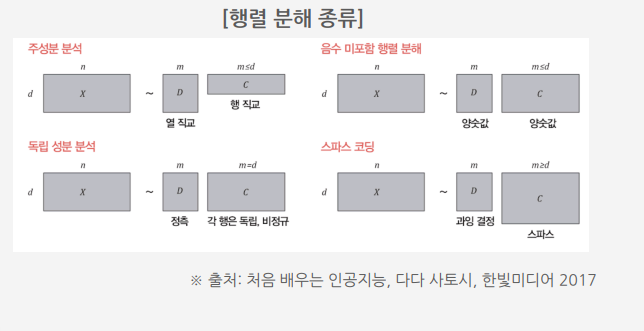 [행렬 분해 종류]
주성분 분석
n m m≤d
d X ~ D C
열 직교 행 직교
음수 미포함 행렬 분해
n m m≤d
d X ~ D C
양숫값 양숫값
독립 성분 분석
n m m=d
d X ~ D C
정측 각 행은 독립, 비정규
스파스 코딩
n m m≥d
d X ~ D C
과잉 결정 스파스
※ 출처: 처음 배우는 인공지능, 다다 사토시, 한빛미디어 2017